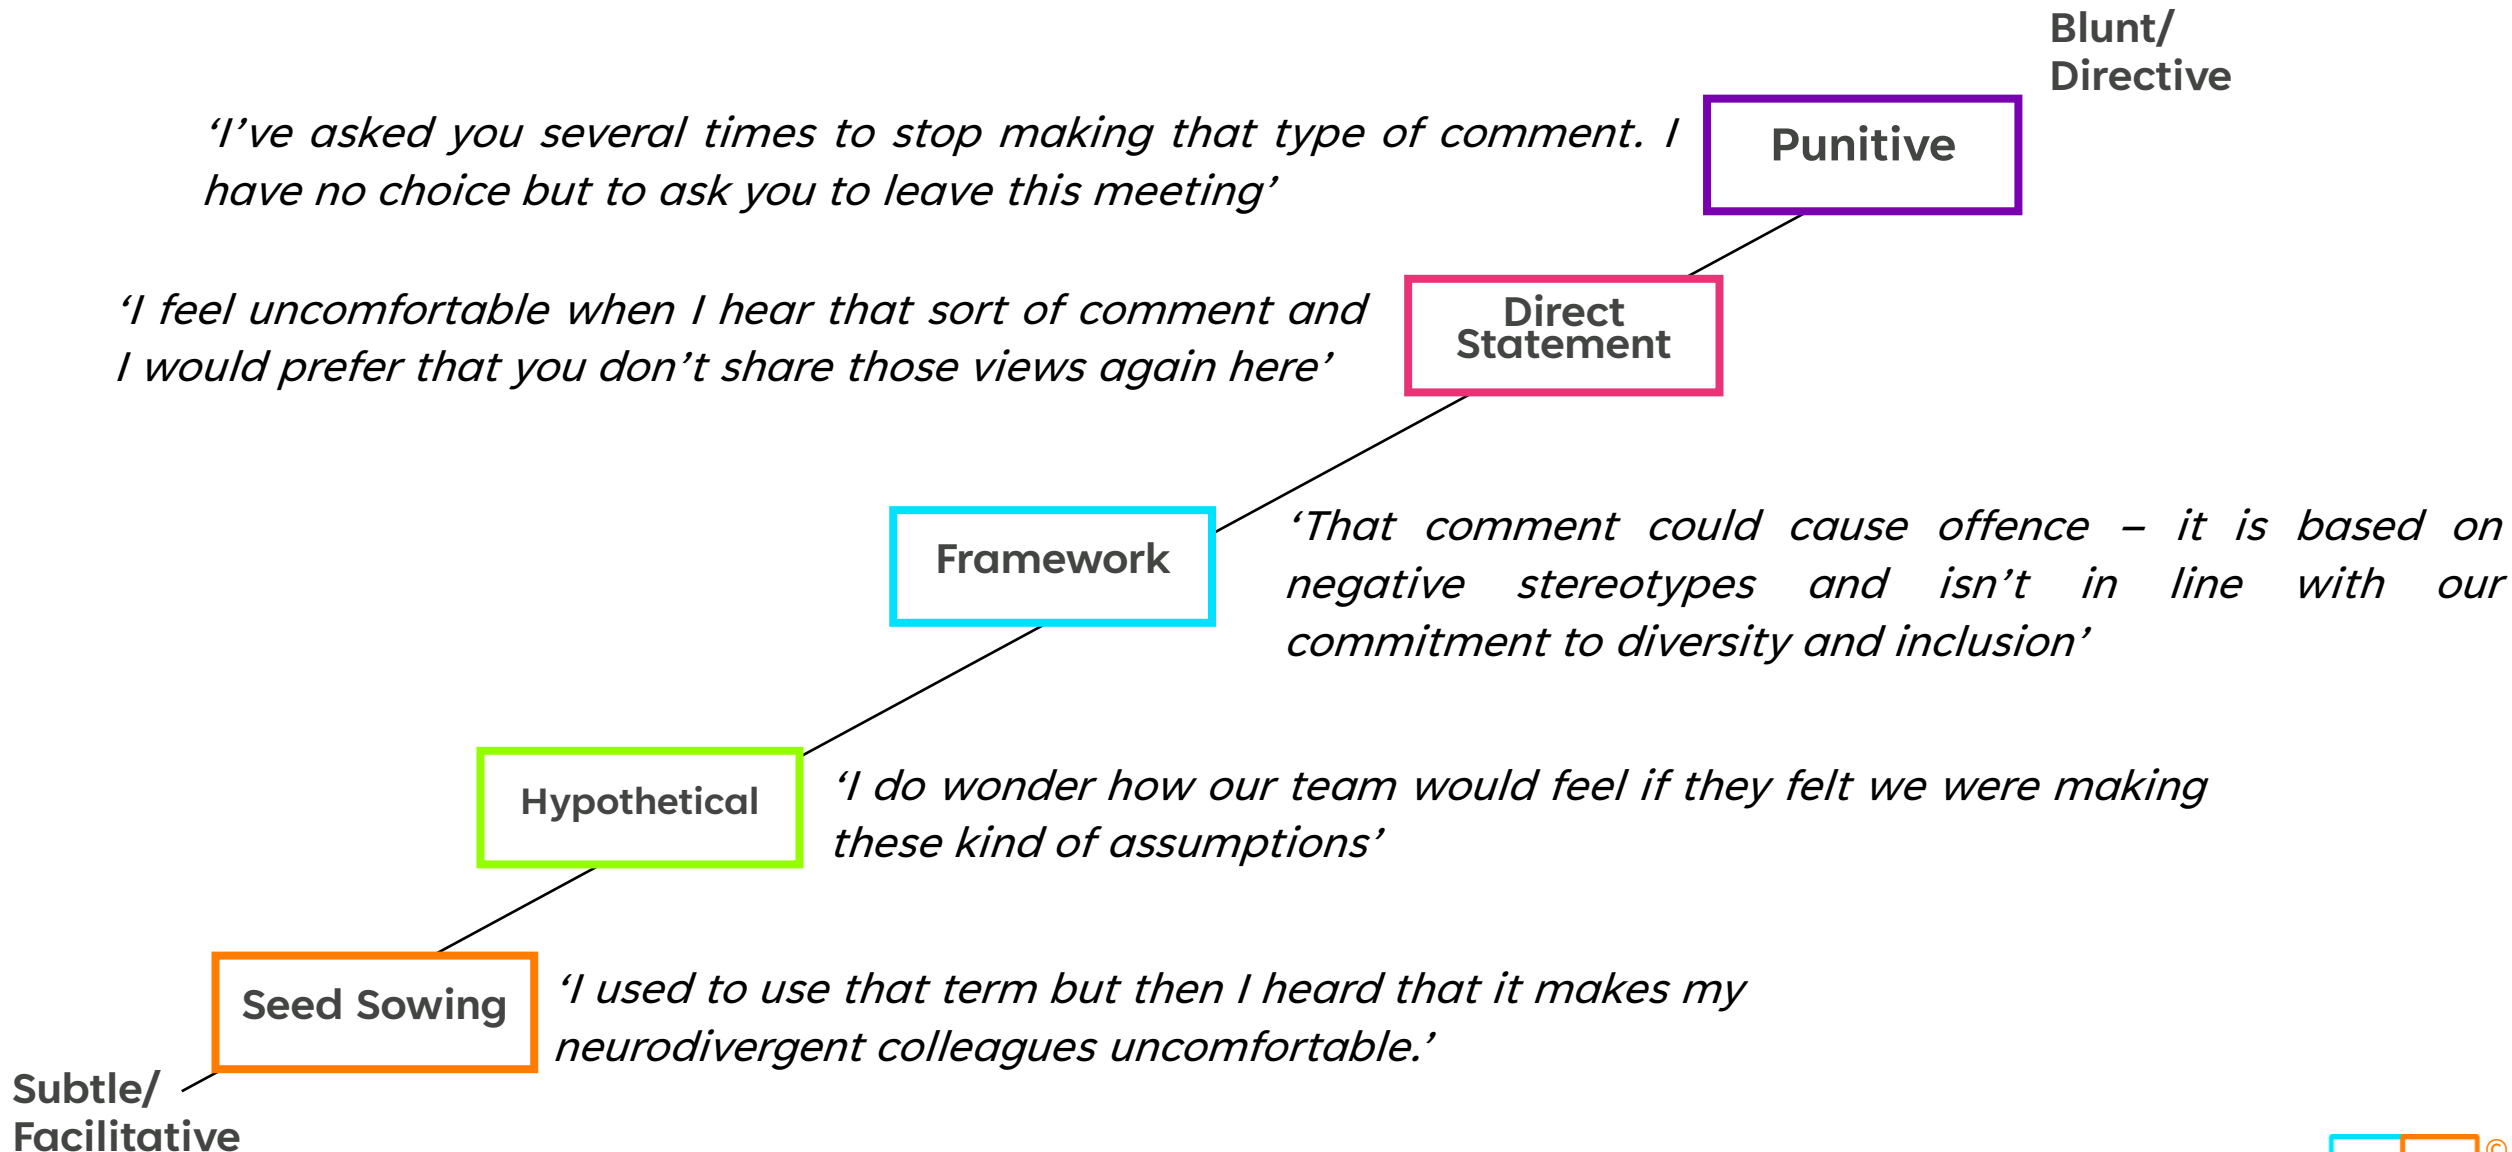 Blunt/
Directive
‘I’ve asked you several times to stop making that type of comment. I
have no choice but to ask you to leave this meeting’
Punitive
‘I feel uncomfortable when I hear that sort of comment and
I would prefer that you don’t share those views again here’
Direct
Statement
Framework
‘That comment could cause offence – it is based on
negative stereotypes and isn’t in line with our
commitment to diversity and inclusion’
Hypothetical
‘I do wonder how our team would feel if they felt we were making
these kind of assumptions’
Seed Sowing
‘I used to use that term but then I heard that it makes my
neurodivergent colleagues uncomfortable.’
Subtle/
Facilitative
©